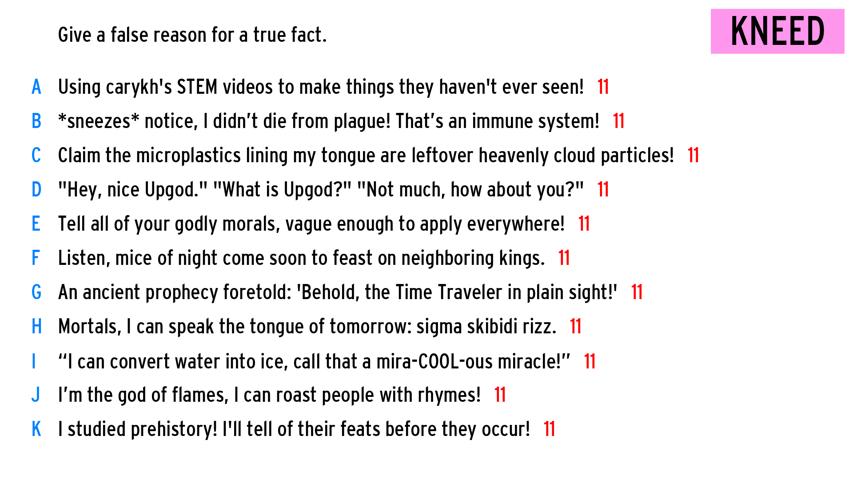 Give a false reason for a true fact.
KNEED
A Using carykh's STEM videos to make things they haven't ever seen! 11
B *sneezes* notice, I didn’t die from plague! That’s an immune system! 11
C Claim the microplastics lining my tongue are leftover heavenly cloud particles! 11
D "Hey, nice Upgod." "What is Upgod?" "Not much, how about you?" 11
E Tell all of your godly morals, vague enough to apply everywhere! 11
F Listen, mice of night come soon to feast on neighboring kings. 11
G An ancient prophecy foretold: 'Behold, the Time Traveler in plain sight!' 11
H Mortals, I can speak the tongue of tomorrow: sigma skibidi rizz. 11
I “I can convert water into ice, call that a mira-COOL-ous miracle!” 11
J I’m the god of flames, I can roast people with rhymes! 11
K I studied prehistory! I'll tell of their feats before they occur! 11